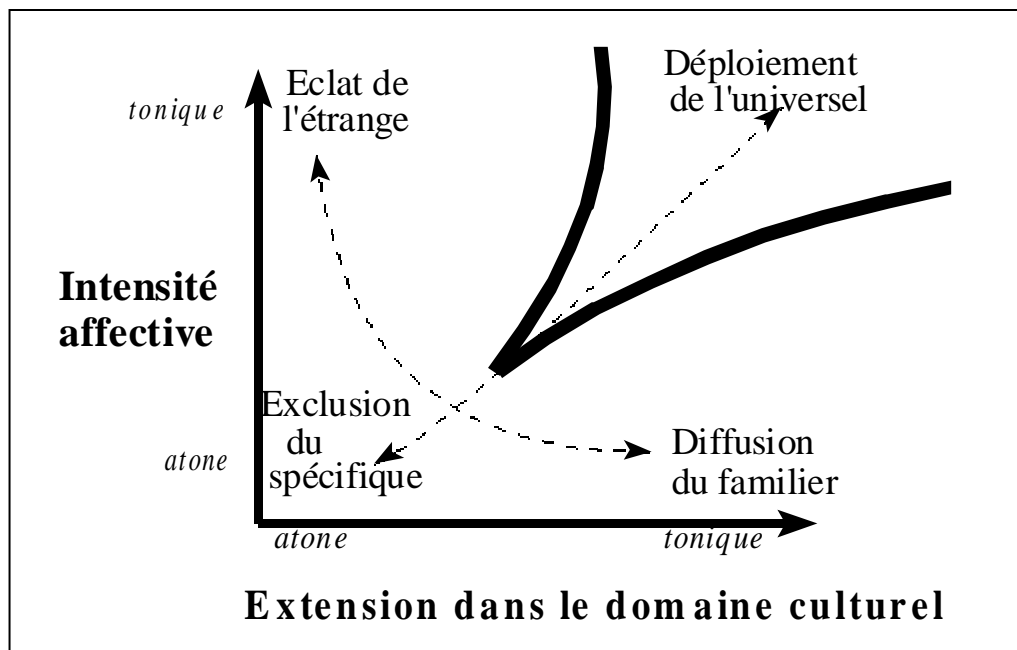 tonique
Eclat de
l'étrange
Déploiement
de l'universel
Intensité
affective
Exclusion
du
spécifique
atone
Diffusion
du familier
atone
tonique
Extension dans le domaine culturel